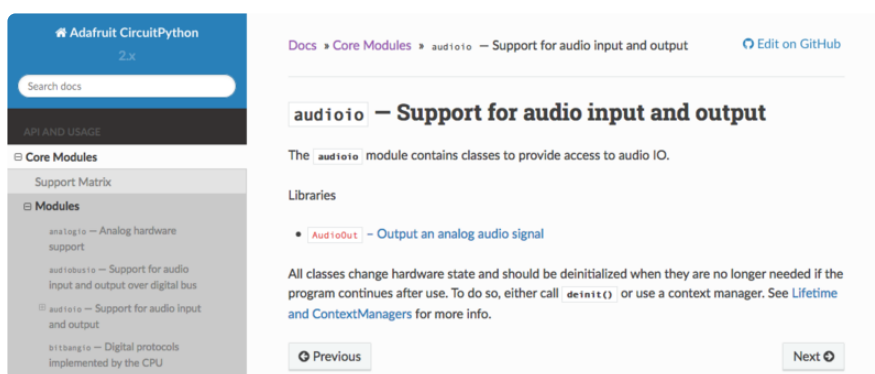 Adafruit CircuitPython
2.x
Search docs
API AND USAGE
Core Modules
Support Matrix
Modules
analogio — Analog hardware
support
audiobusio — Support for audio
input and output over digital bus
audioio — Support for audio input
and output
bitbangio — Digital protocols
implemented by the CPU
Docs » Core Modules » audioio — Support for audio input and output
Edit on GitHub
audioio — Support for audio input and output
The audioio module contains classes to provide access to audio IO.
Libraries
• AudioOut – Output an analog audio signal
All classes change hardware state and should be deinitialized when they are no longer needed if the
program continues after use. To do so, either call deinit() or use a context manager. See Lifetime
and ContextManagers for more info.
Previous
Next